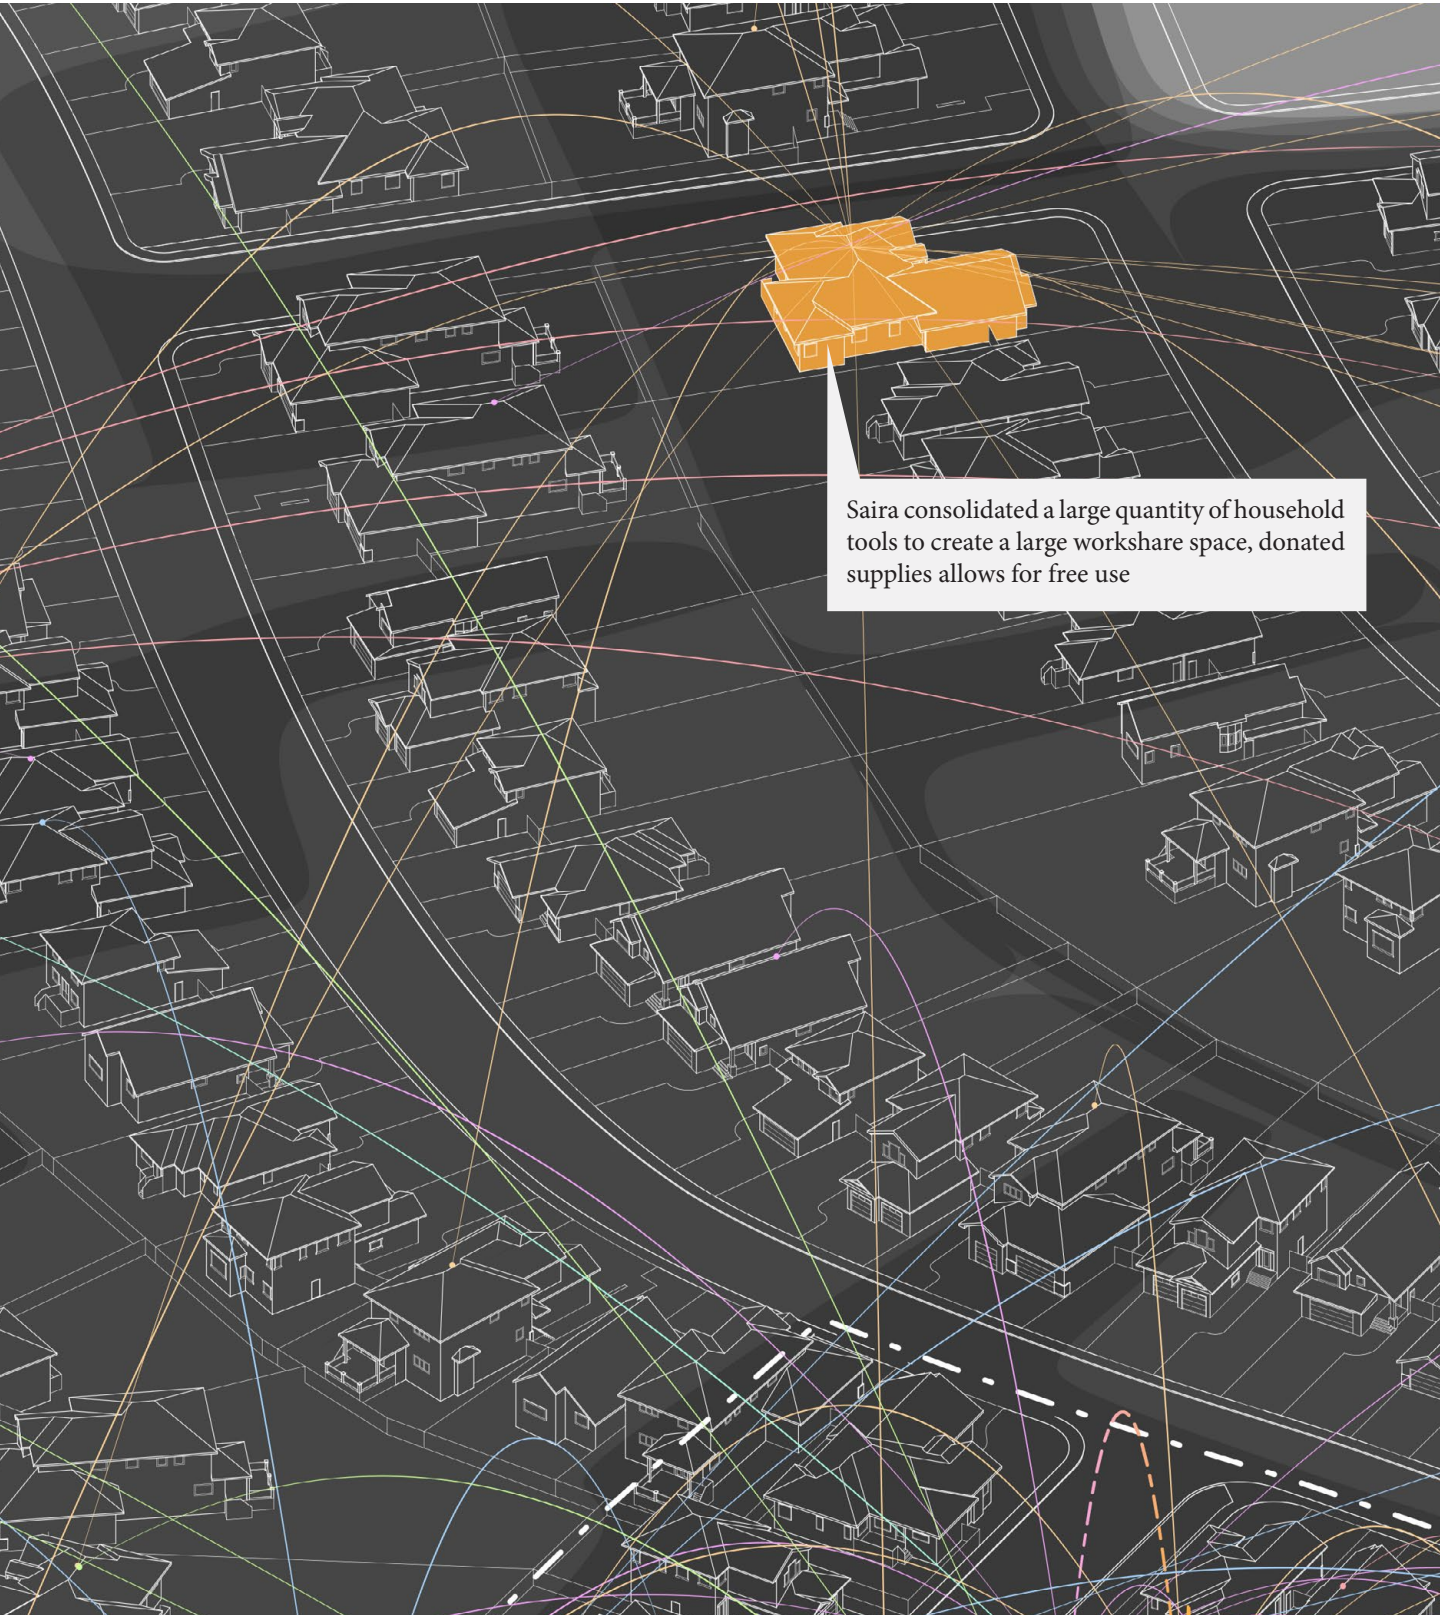 Saira consolidated a large quantity of household
tools to create a large workshare space, donated
supplies allows for free use